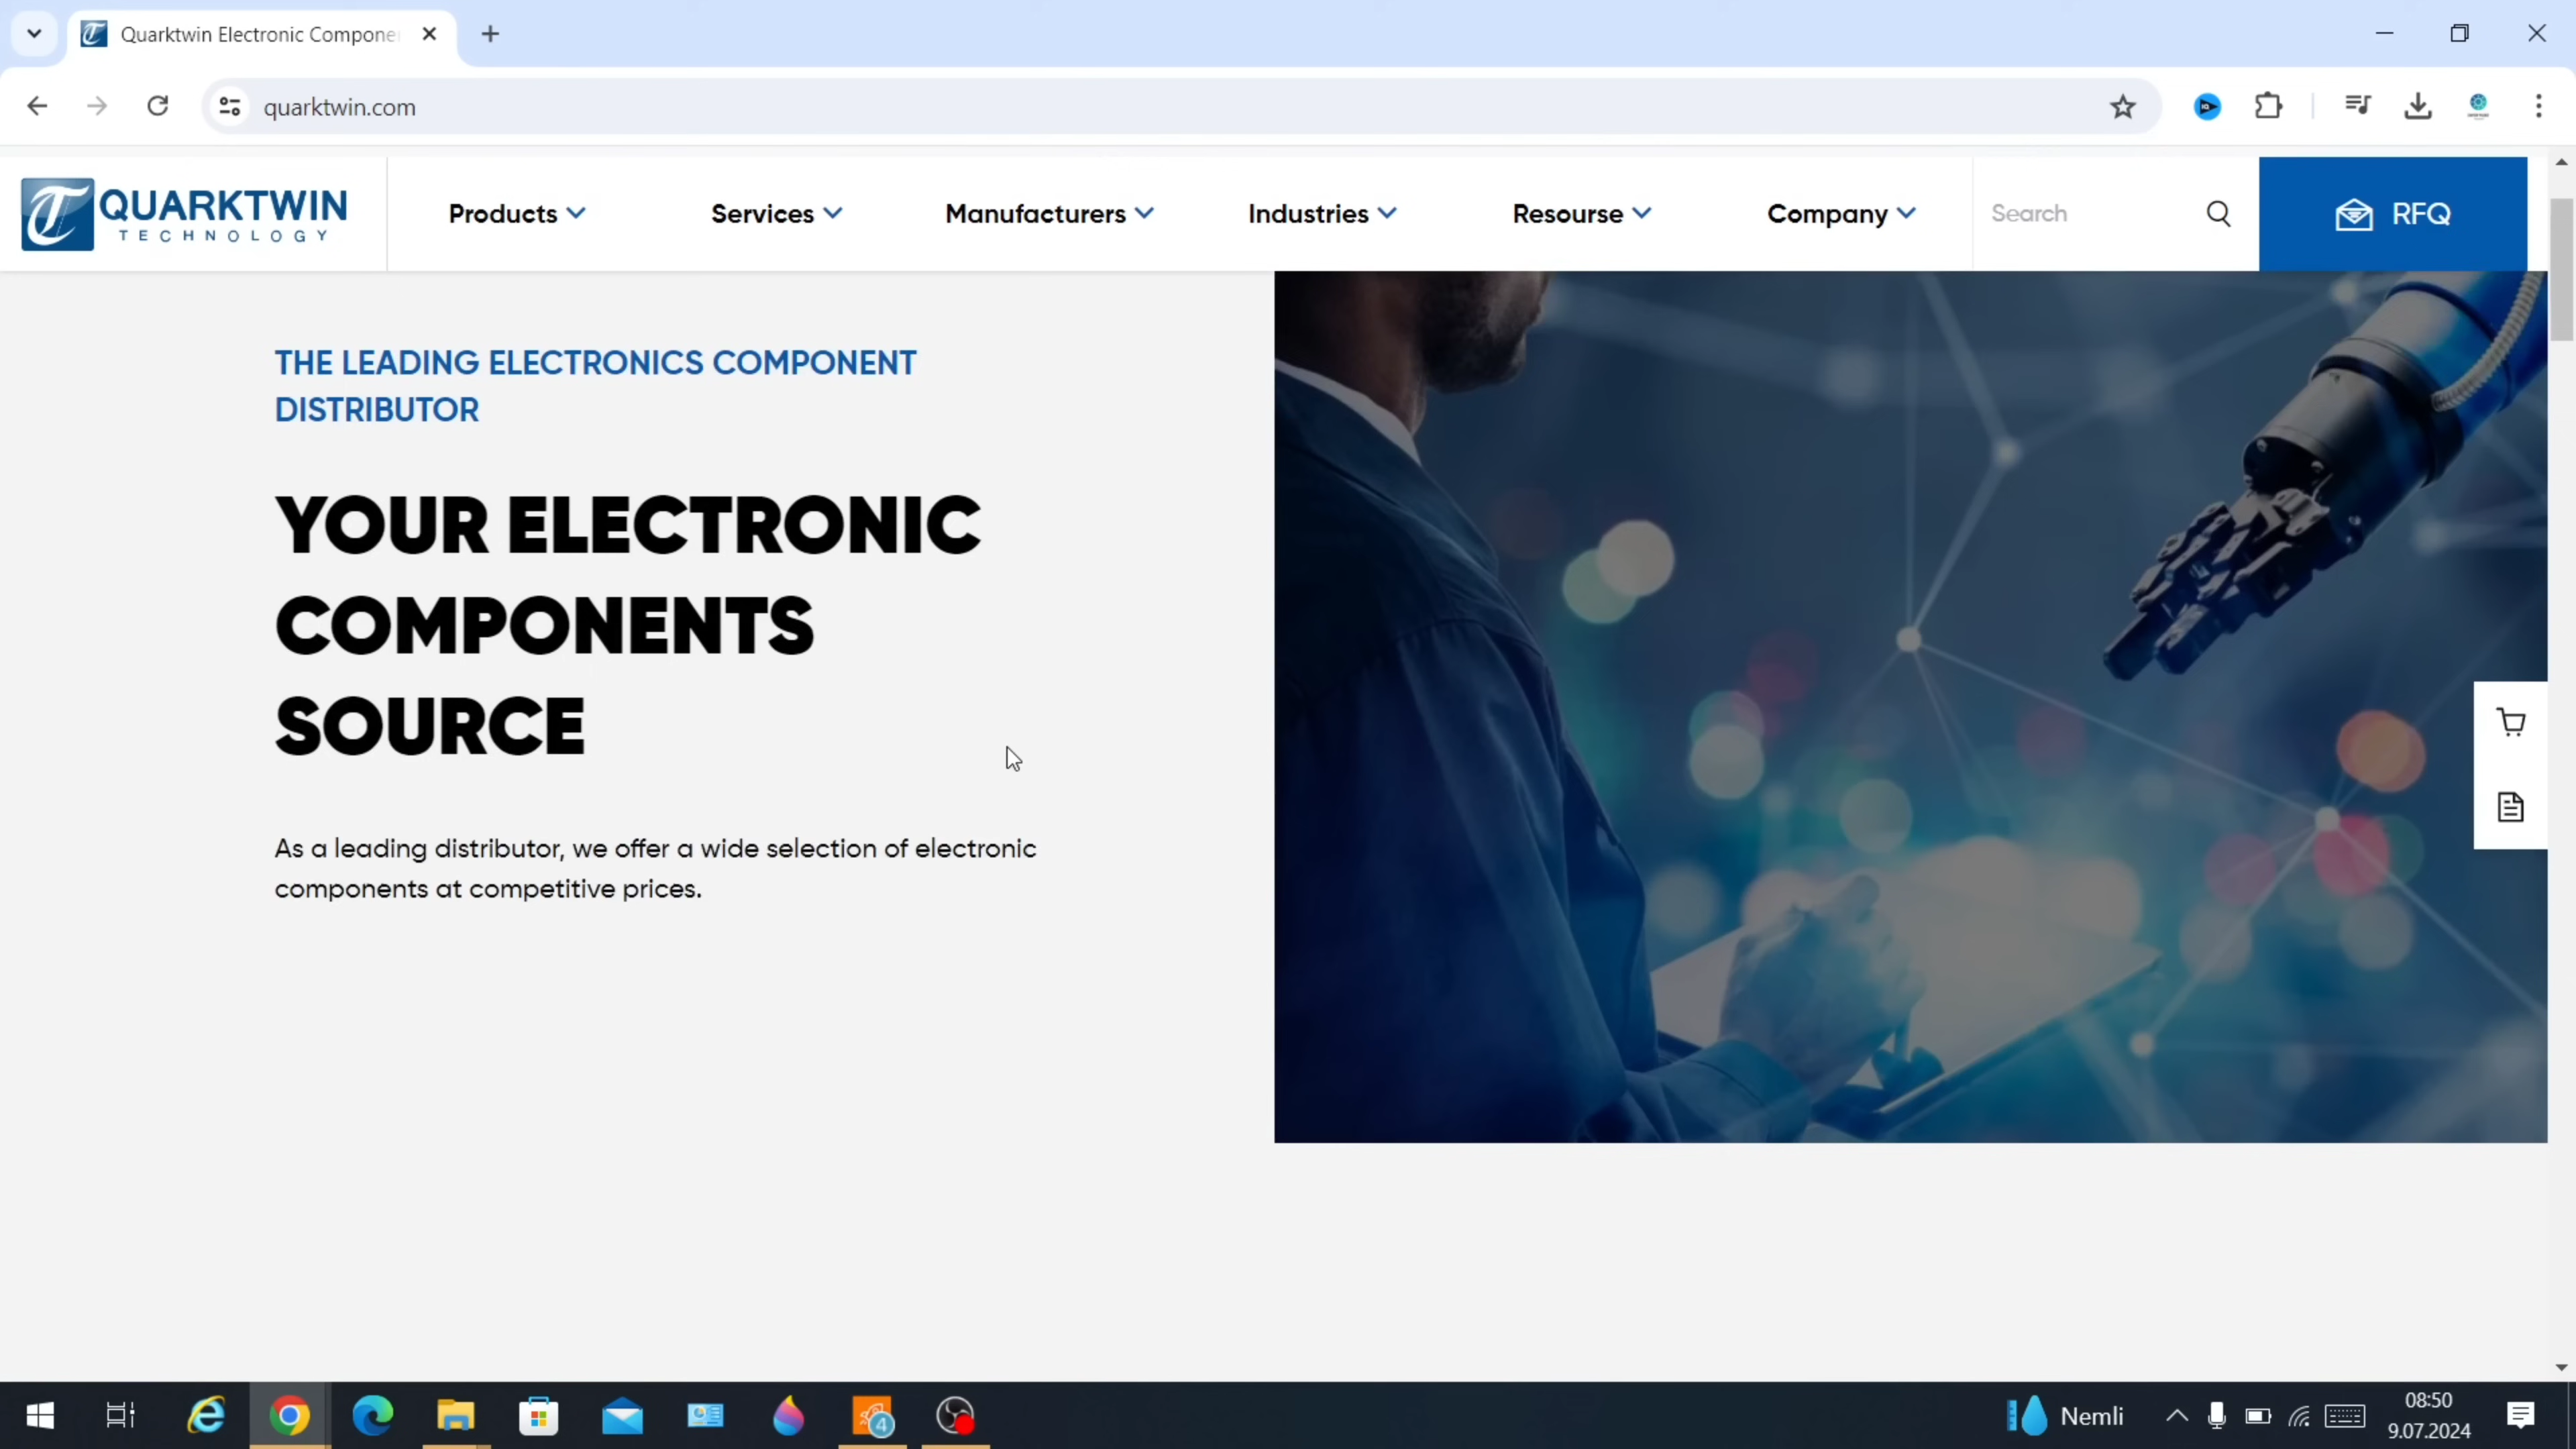 Quarktwin Electronic Compone
quarktwin.com
QUARKTWIN
TECHNOLOGY
Products
Services
Manufacturers
Industries
Resourse
Company
Search
RFQ
THE LEADING ELECTRONICS COMPONENT
DISTRIBUTOR
YOUR ELECTRONIC
COMPONENTS
SOURCE
As a leading distributor, we offer a wide selection of electronic
components at competitive prices.
4
Nemli
08:50
9.07.2024